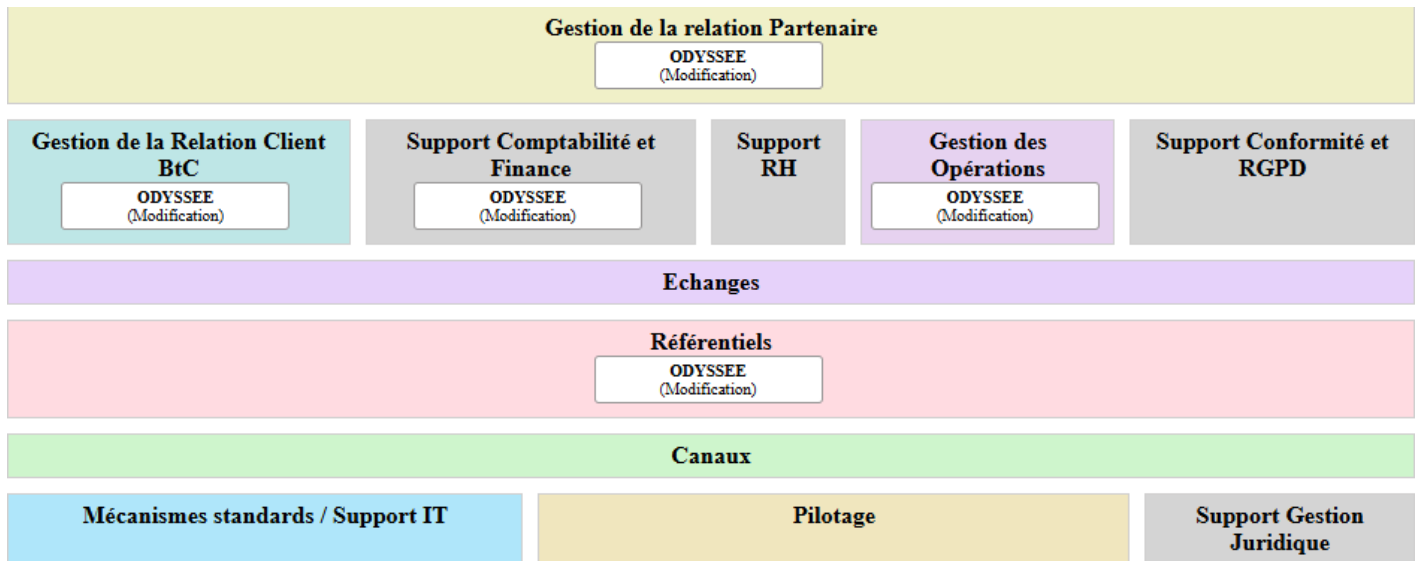 Gestion de la relation Partenaire
ODYSSEE
(Modification)
Gestion de la Relation Client
BtC
ODYSSEE
(Modification)
Support Comptabilité et
Finance
ODYSSEE
(Modification)
Support
RH
Gestion des
Opérations
ODYSSEE
(Modification)
Support Conformité et
RGPD
Echanges
Référentiels
ODYSSEE
(Modification)
Canaux
Mécanismes standards / Support IT
Pilotage
Support Gestion
Juridique